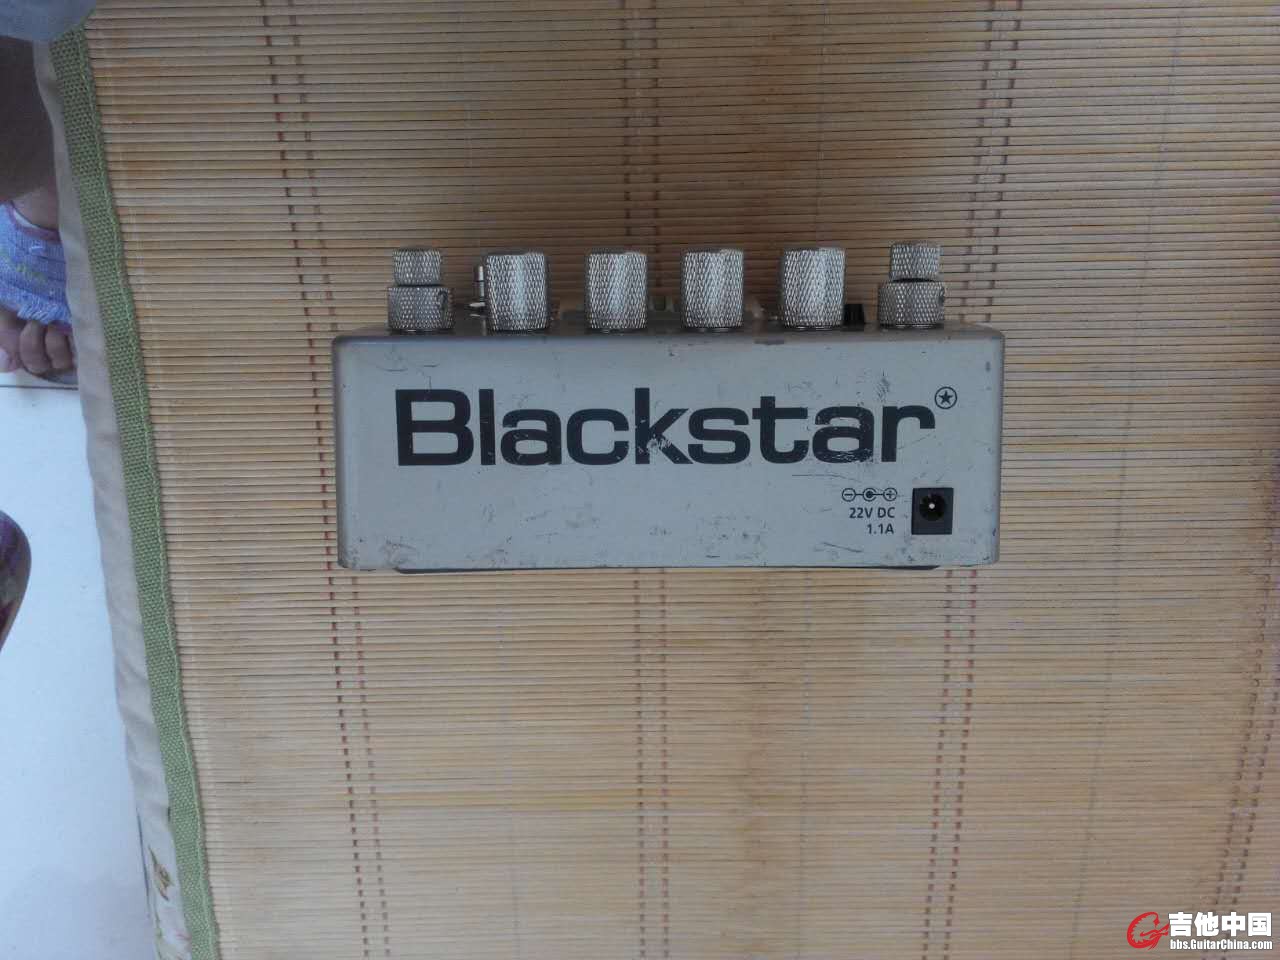 Blackstar
22V DC
1.1A
吉他中国
bbs.GuitarChina.com